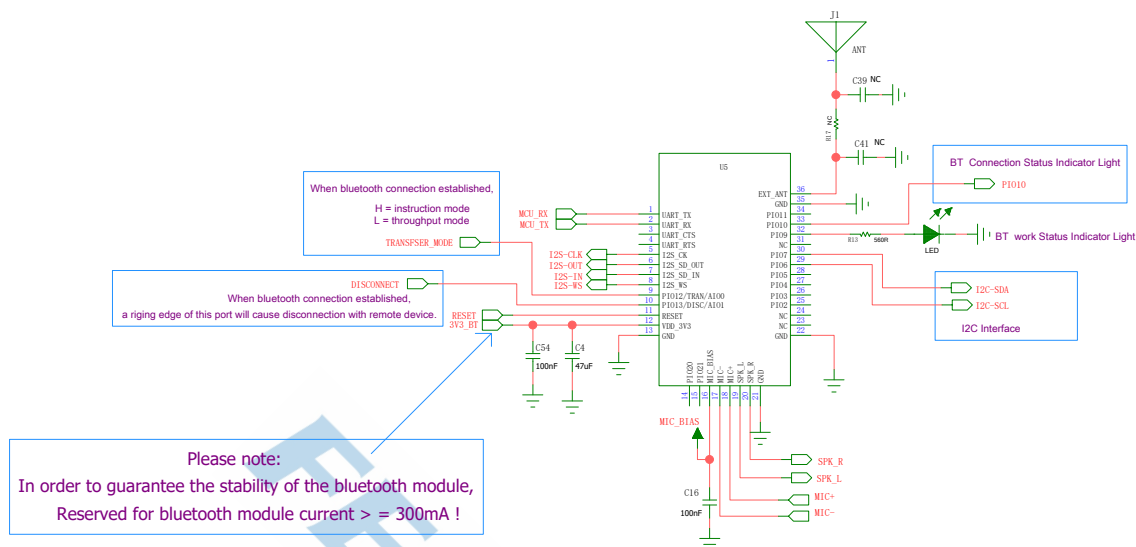 J1
ANT
1
C39 NC
R17 NC
C41 NC
U5
When bluetooth connection established,
H = instruction mode
L = throughput mode
TRANSFSER_MODE
DISCONNECT
When bluetooth connection established,
a riging edge of this port will cause disconnection with remote device.
MCU_RX
MCU_TX
I2S-CLK
I2S-OUT
I2S-IN
I2S-WS
RESET
3V3_BT
1 UART_TX
2 UART_RX
3 UART_CTS
4 UART_RTS
5 I2S_CK
6 I2S_SD_OUT
7 I2S_SD_IN
8 I2S_WS
9 PIO12/TRAN/AIO0
10 PIO13/DISC/AIO1
11 RESET
12 VDD_3V3
13 GND
EXT_ANT 36
GND 35
PIO11 34
PIO10 33
PIO9 32
NC 31
PIO7 30
PIO6 29
PIO5 28
PIO4 27
PIO3 26
PIO2 25
NC 24
NC 23
GND 22
PIO20 14
PIO21 15
MIC_BIAS 16
MIC- 17
MIC+ 18
SPK_L 19
SPK_R 20
GND 21
BT Connection Status Indicator Light
PIO10
R13 560R
LED
BT work Status Indicator Light
I2C-SDA
I2C-SCL
I2C Interface
C54
100nF
C4
47uF
MIC_BIAS
C16
100nF
SPK_R
SPK_L
MIC+
MIC-
Please note:
In order to guarantee the stability of the bluetooth module,
Reserved for bluetooth module current > = 300mA !